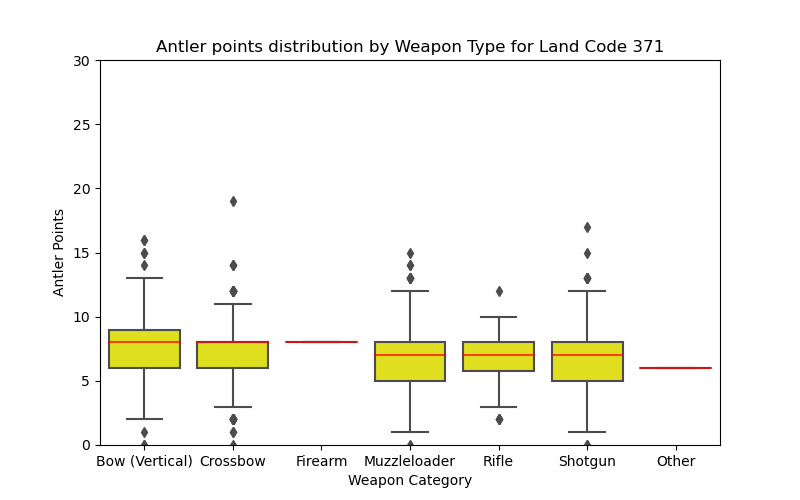 Antler points distribution by Weapon Type for Land Code 371
30
25
20
15
10
5
0
Antler Points
Bow (Vertical) Crossbow Firearm Muzzleloader Rifle Shotgun Other
Weapon Category